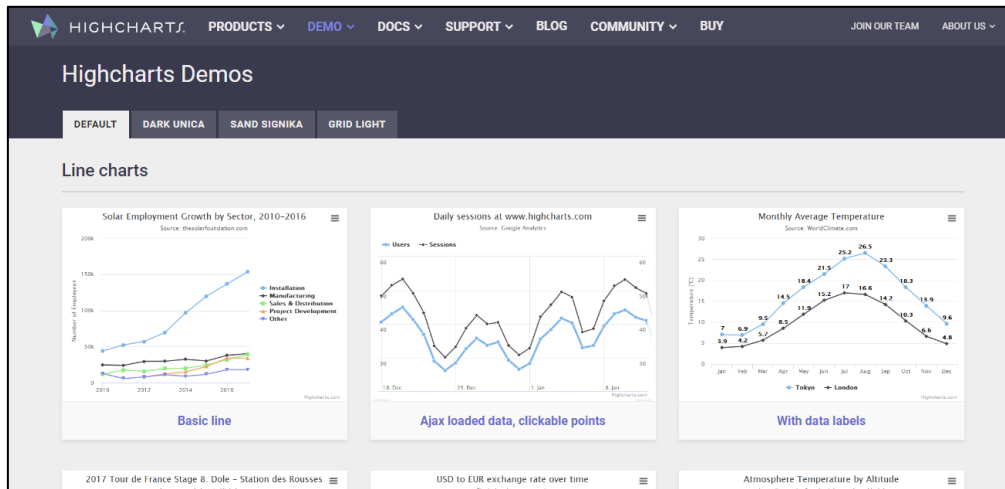 HIGHCHARTS. PRODUCTS DEMO DOCS SUPPORT BLOG COMMUNITY BUY JOIN OUR TEAM ABOUT US
Highcharts Demos
DEFAULT DARK UNICA SAND SIGNIKA GRID LIGHT
Line charts
Solar Employment Growth by Sector, 2010-2016
Source: thesolarfoundation.com
200k
150k
100k
50k
0
Number of Employees
Installation
Manufacturing
Sales & Distribution
Project Development
Other
2010 2012 2014 2016
Highcharts.com
Basic line
Daily sessions at www.highcharts.com
Source: Google Analytics
Users Sessions
60 60
40 50
40 40
30 30
18. Dec 25. Dec 1. Jan 8. Jan
Highcharts.com
Ajax loaded data, clickable points
Monthly Average Temperature
Source: WorldClimate.com
30
25
20
15
10
5
0
Temperature (°C)
7 6.9 9.5 14.5 18.4 21.5 25.2 26.5 23.3 18.3 13.9 9.6
3.9 4.2 5.7 8.5 11.9 15.2 17 16.6 14.2 10.3 6.6 4.8
Jan Feb Mar Apr May Jun Jul Aug Sep Oct Nov Dec
Tokyo London
Highcharts.com
With data labels
2017 Tour de France Stage 8. Dole - Station des Rousses
USD to EUR exchange rate over time
Atmosphere Temperature by Altitude